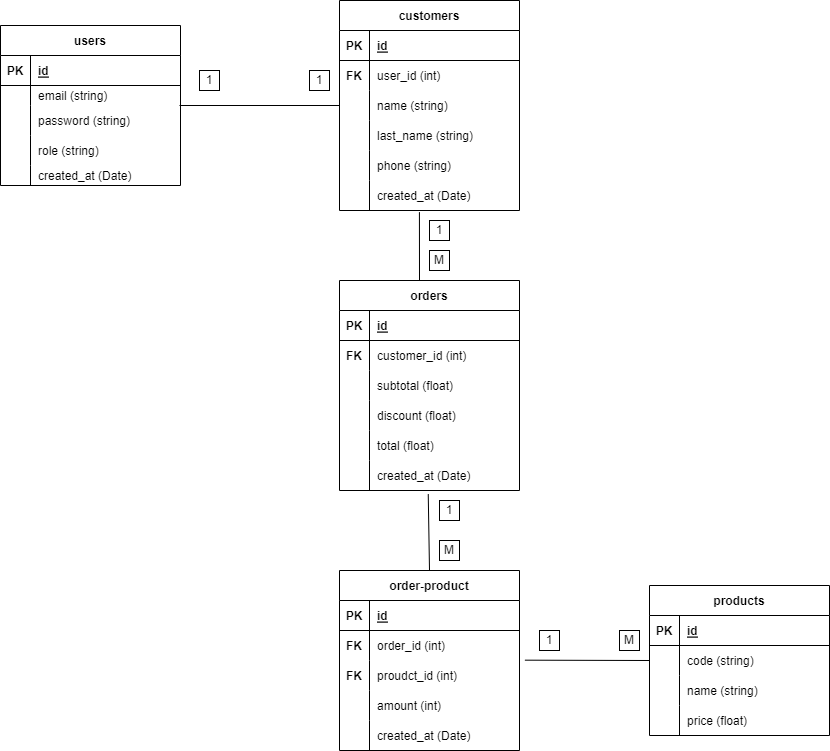 users
PK id
email (string)
password (string)
role (string)
created_at (Date)
1
1
customers
PK id
FK user_id (int)
name (string)
last_name (string)
phone (string)
created_at (Date)
1
M
orders
PK id
FK customer_id (int)
subtotal (float)
discount (float)
total (float)
created_at (Date)
1
M
order-product
PK id
FK order_id (int)
FK proudct_id (int)
amount (int)
created_at (Date)
1
M
products
PK id
code (string)
name (string)
price (float)